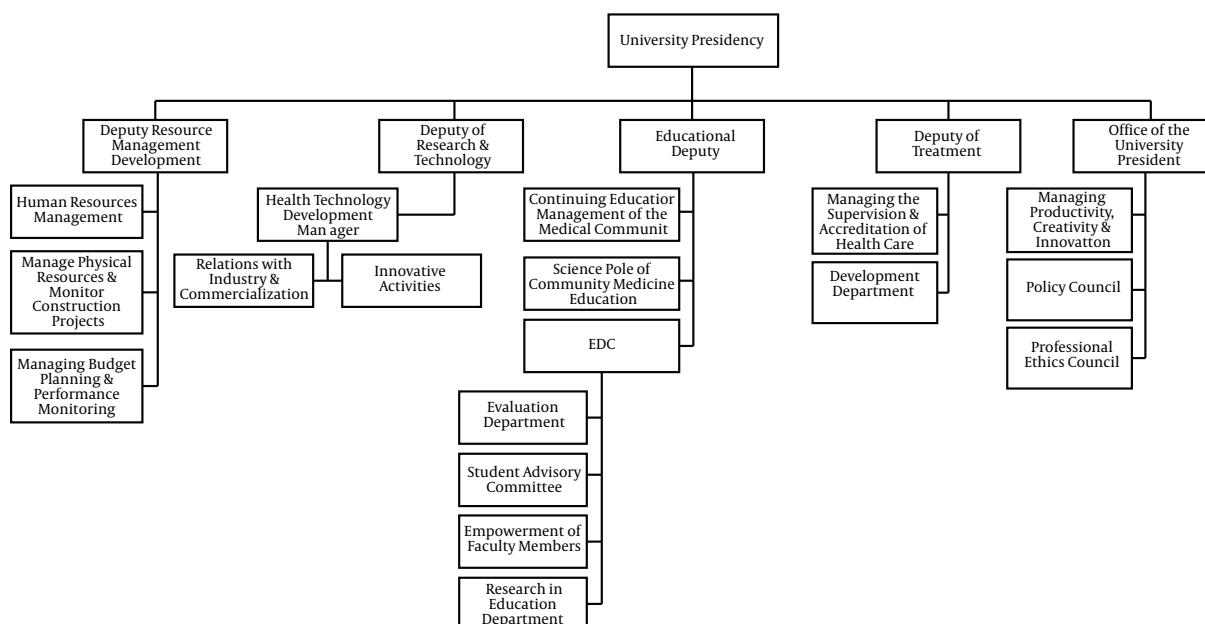 University Presidency
Deputy Resource
Management
Development
Deputy of
Research &
Technology
Educational
Deputy
Deputy of
Treatment
Office of the
University
President
Human Resources
Management
Manage Physical
Resources &
Monitor
Construction
Projects
Managing Budget
Planning &
Performance
Monitoring
Health Technology
Development
Man ager
Relations with
Industry &
Commercialization
Innovative
Activities
Continuing Educatior
Management of the
Medical Communit
Science Pole of
Community Medicine
Education
EDC
Evaluation
Department
Student Advisory
Committee
Empowerment of
Faculty Members
Research in
Education
Department
Managing the
Supervision &
Accreditation of
Health Care
Development
Department
Managing
Productivity,
Creativity &
Innovatton
Policy Council
Professional
Ethics Council